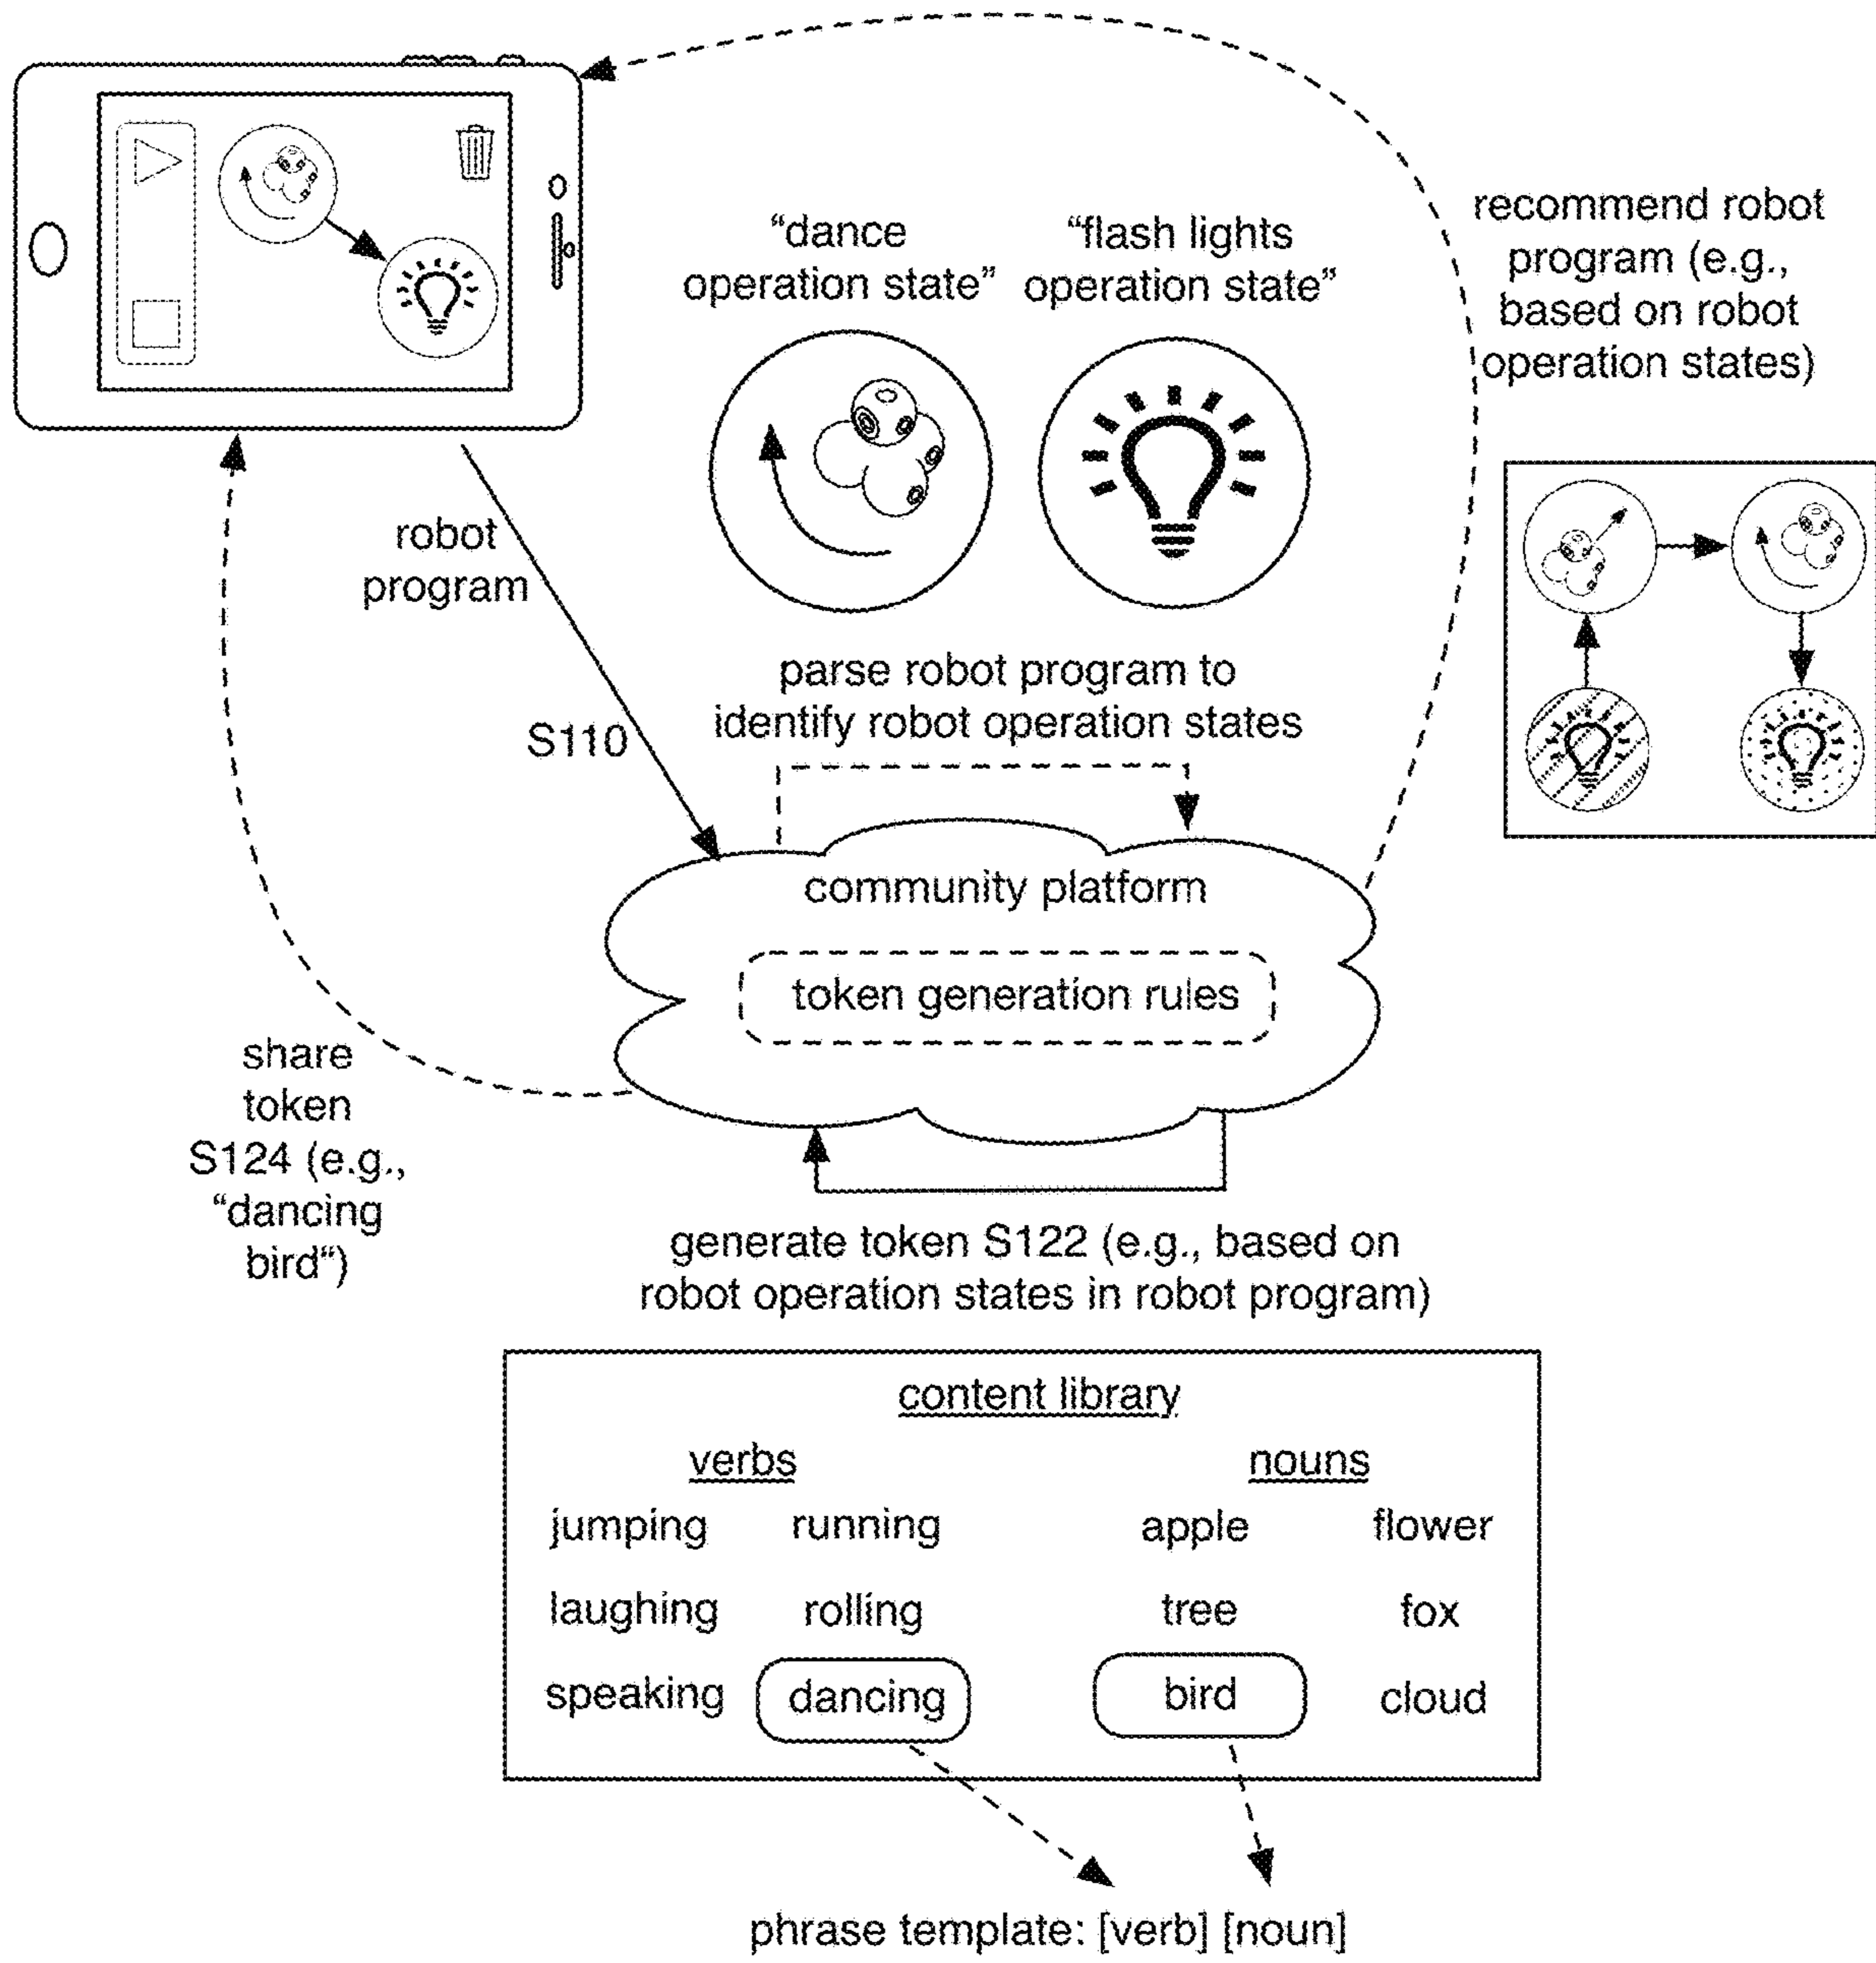 “dance
operation state”
“flash lights
operation state”
recommend robot
program (e.g.,
based on robot
operation states)
robot
program
S110
parse robot program to
identify robot operation states
community platform
token generation rules
share
token
S124 (e.g.,
“dancing
bird“)
generate token S122 (e.g., based on
robot operation states in robot program)
content library
verbs
nouns
jumping running apple flower
laughing rolling tree fox
speaking dancing bird cloud
phrase template: [verb] [noun]